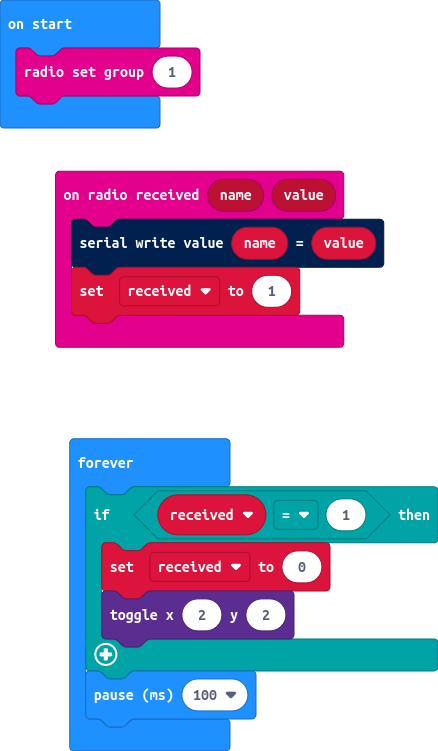 on start
radio set group 1
on radio received name value
serial write value name = value
set received to 1
forever
if received = 1 then
set received to 0
toggle x 2 y 2
pause (ms) 100